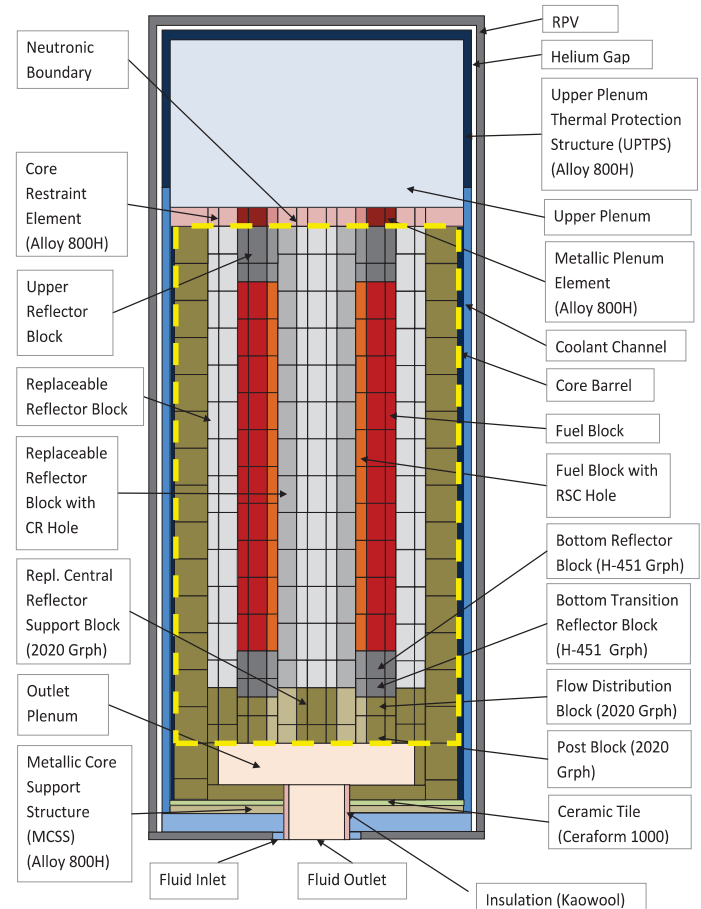 Neutronic
Boundary
Core
Restraint
Element
(Alloy 800H)
Upper
Reflector
Block
Replaceable
Reflector Block
Replaceable
Reflector
Block with
CR Hole
Repl. Central
Reflector
Support Block
(2020 Grph)
Outlet
Plenum
Metallic Core
Support
Structure
(MCSS)
(Alloy 800H)
Fluid Inlet
Fluid Outlet
RPV
Helium Gap
Upper Plenum
Thermal Protection
Structure (UPTPS)
(Alloy 800H)
Upper Plenum
Metallic Plenum
Element
(Alloy 800H)
Coolant Channel
Core Barrel
Fuel Block
Fuel Block with
RSC Hole
Bottom Reflector
Block (H-451 Grph)
Bottom Transition
Reflector Block
(H-451 Grph)
Flow Distribution
Block (2020 Grph)
Post Block (2020
Grph)
Ceramic Tile
(Ceraform 1000)
Insulation (Kaowool)